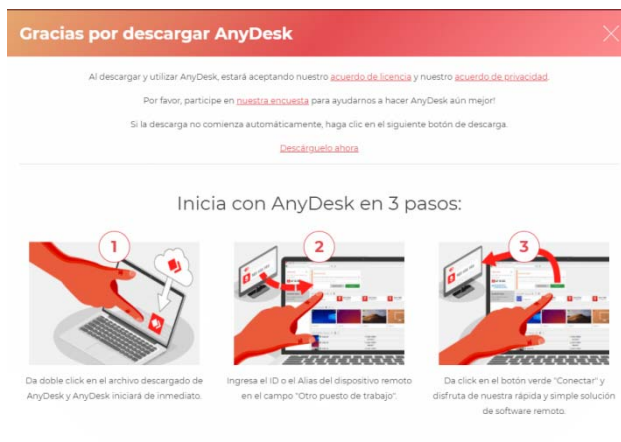 Gracias por descargar AnyDesk
Al descargar y utilizar AnyDesk, estará aceptando nuestro acuerdo de licencia y nuestro acuerdo de privacidad.
Por favor, participe en nuestra encuesta para ayudarnos a hacer AnyDesk aún mejor!
Si la descarga no comienza automáticamente, haga clic en el siguiente botón de descarga.
Descárguelo ahora
Inicia con AnyDesk en 3 pasos:
1
2
3
Da doble click en el archivo descargado de
AnyDesk y AnyDesk iniciará de inmediato.
Ingresa el ID o el Alias del dispositivo remoto
en el campo "Otro puesto de trabajo".
Da click en el botón verde "Conectar" y
disfruta de nuestra rápida y simple solución
de software remoto.